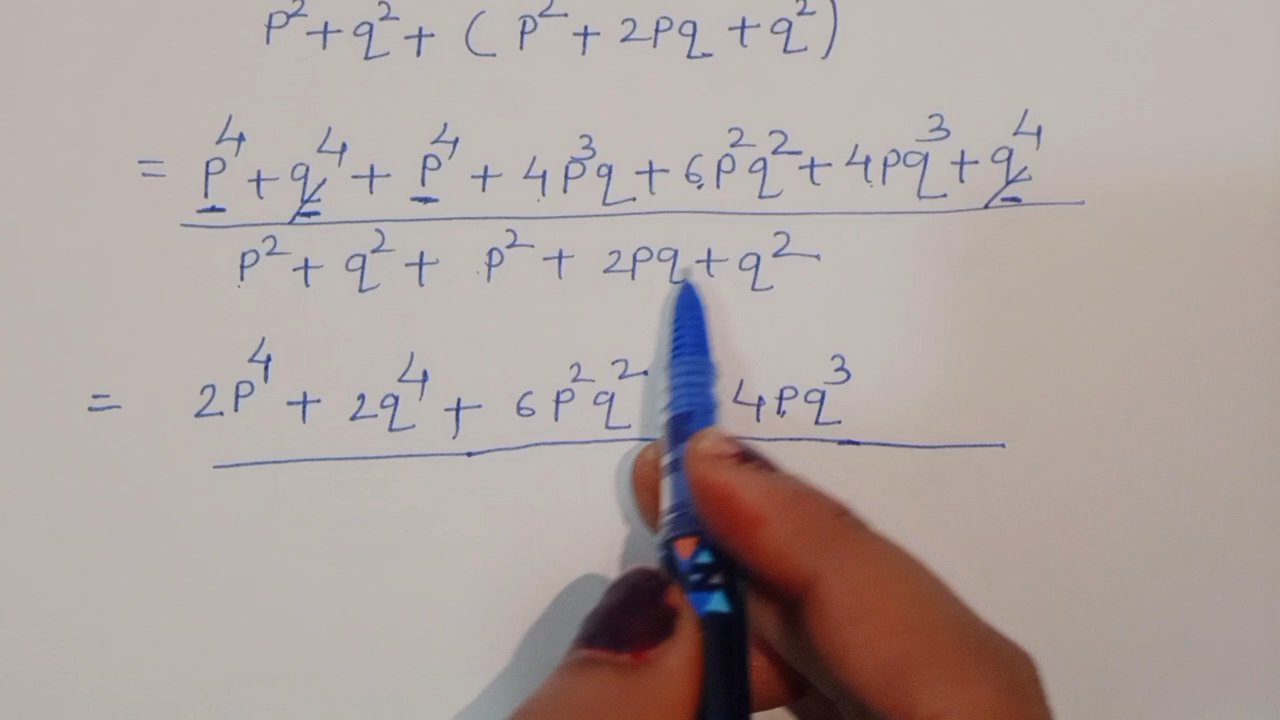 p²+q²+ (p²+2pq+q²)
= p⁴+q⁴+p⁴+4p³q+6p²q²+4pq³+q⁴
p²+q²+p²+2pq+q²
= 2p⁴+2q⁴+6p²q² 4pq³